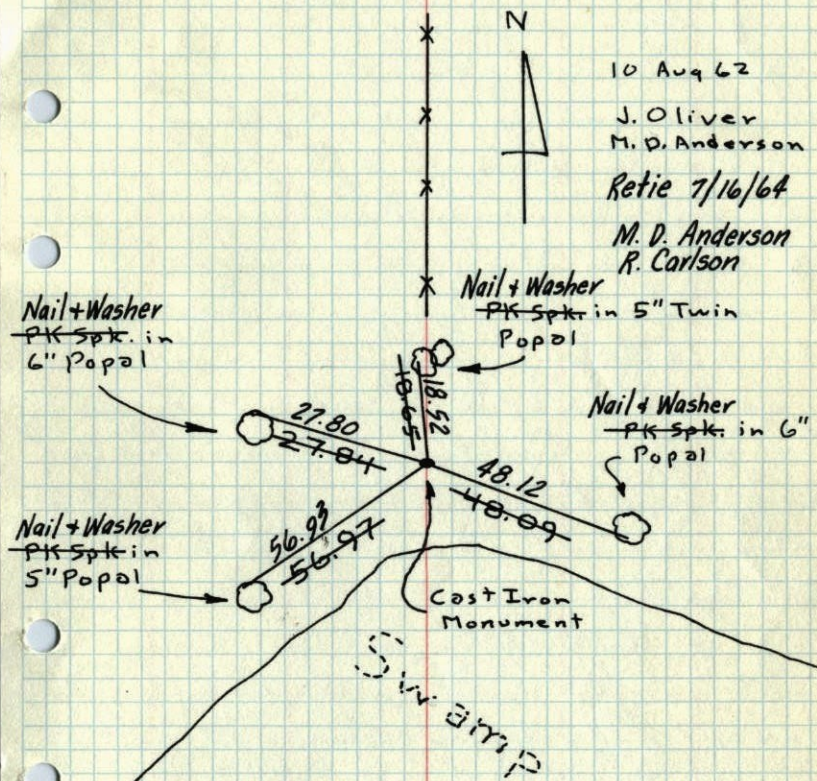 N
10 Aug 62
J. Oliver
M. D. Anderson
Retie 7/16/64
M. D. Anderson
R. Carlson
Nail + Washer
PK Spk. in 5" Twin
Popal
Nail + Washer
PK Spk. in
6" Popal
18.65
18.52
27.80
27.84
Nail & Washer
PK Spk. in 6"
Popal
48.12
48.09
Nail + Washer
PK Spk in
5" Popal
56.93
56.97
Cast Iron
Monument
Swamp